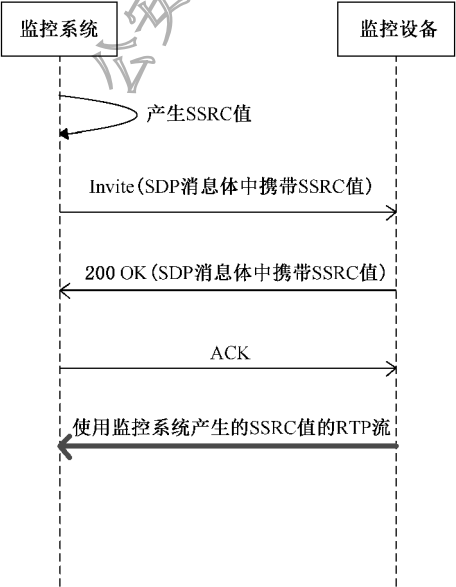 监控系统
监控设备
公安
产生SSRC值
Invite(SDP消息体中携带SSRC值)
200 OK(SDP消息体中携带SSRC值)
ACK
使用监控系统产生的SSRC值的RTP流